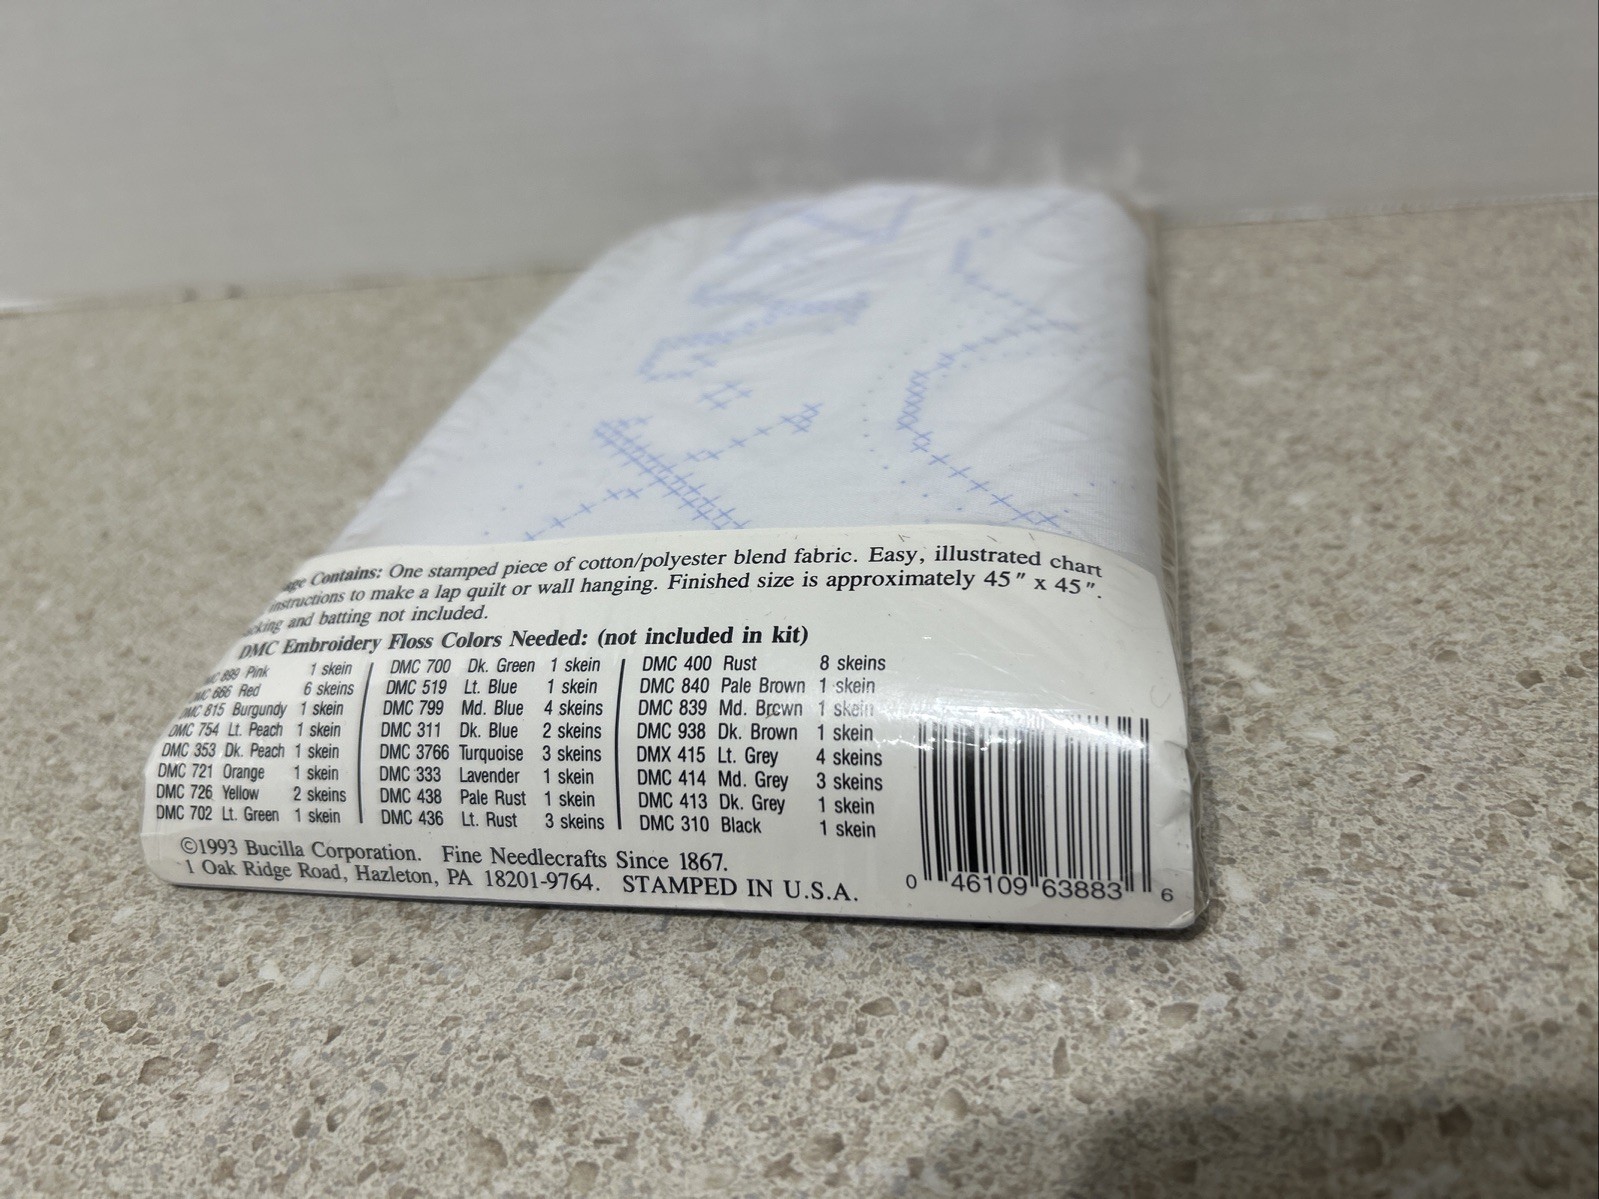 Contains: One stamped piece of cotton/polyester blend fabric. Easy, illustrated chart
instructions to make a lap quilt or wall hanging. Finished size is approximately 45" x 45".
and batting not included.
DMC Embroidery Floss Colors Needed: (not included in kit)
899 Pink 1 skein
666 Red 6 skeins
DMC 815 Burgundy 1 skein
DMC 754 Lt. Peach 1 skein
DMC 353 Dk. Peach 1 skein
DMC 721 Orange 1 skein
DMC 726 Yellow 2 skeins
DMC 702 Lt. Green 1 skein
DMC 700 Dk. Green 1 skein
DMC 519 Lt. Blue 1 skein
DMC 799 Md. Blue 4 skeins
DMC 311 Dk. Blue 2 skeins
DMC 3766 Turquoise 3 skeins
DMC 333 Lavender 1 skein
DMC 438 Pale Rust 1 skein
DMC 436 Lt. Rust 3 skeins
DMC 400 Rust 8 skeins
DMC 840 Pale Brown 1 skein
DMC 839 Md. Brown 1 skein
DMC 938 Dk. Brown 1 skein
DMX 415 Lt. Grey 4 skeins
DMC 414 Md. Grey 3 skeins
DMC 413 Dk. Grey 1 skein
DMC 310 Black 1 skein
©1993 Bucilla Corporation. Fine Needlecrafts Since 1867.
1 Oak Ridge Road, Hazleton, PA 18201-9764. STAMPED IN U.S.A.
0 46109 63883 6